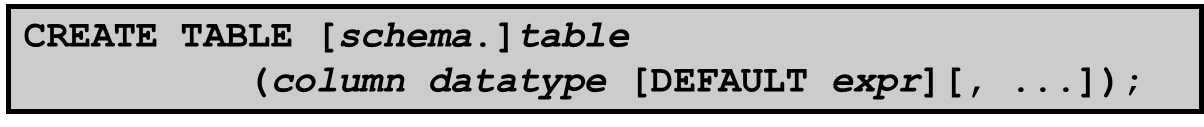 CREATE TABLE [schema.]table
(column datatype [DEFAULT expr][, ...]);